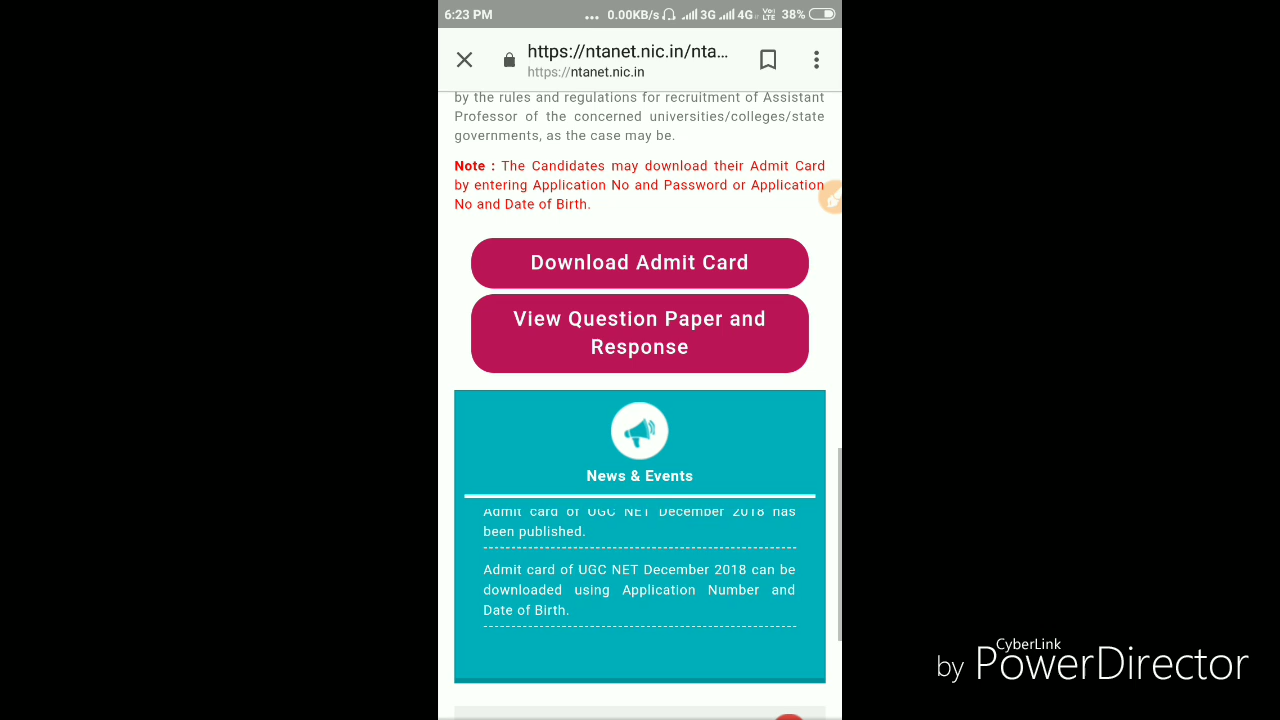 6:23 PM ... 0.00KB/s 3G 4G Vo) LTE 38%
https://ntanet.nic.in/nta...
https://ntanet.nic.in
by the rules and regulations for recruitment of Assistant
Professor of the concerned universities/colleges/state
governments, as the case may be.
Note : The Candidates may download their Admit Card
by entering Application No and Password or Application
No and Date of Birth.
Download Admit Card
View Question Paper and
Response
News & Events
Admit card of UGC NET December 2018 has
been published.
Admit card of UGC NET December 2018 can be
downloaded using Application Number and
Date of Birth.
CyberLink
by PowerDirector